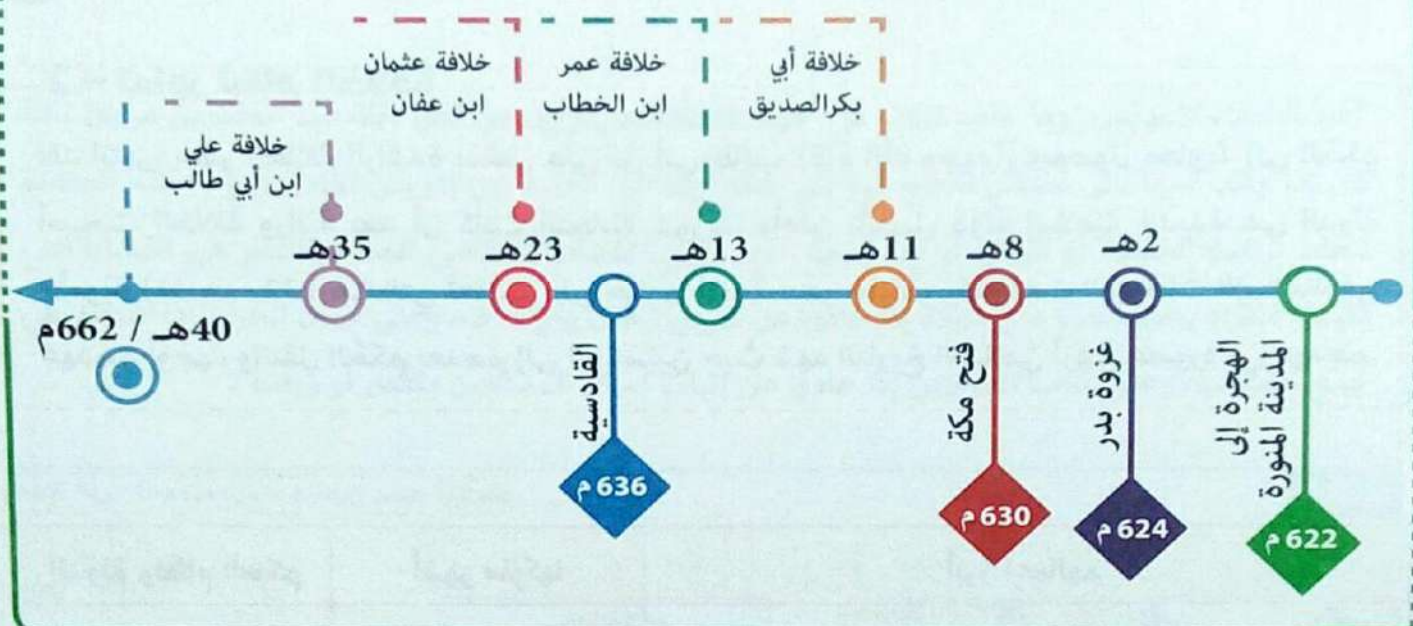 خلافة أبي
بكرالصديق
خلافة عمر
ابن الخطاب
خلافة عثمان
ابن عفان
خلافة علي
ابن أبي طالب
2هـ
8هـ
11هـ
13هـ
23هـ
35هـ
40هـ / 662م
الهجرة إلى
المدينة المنورة
622 م
غزوة بدر
624 م
فتح مكة
630 م
القادسية
636 م